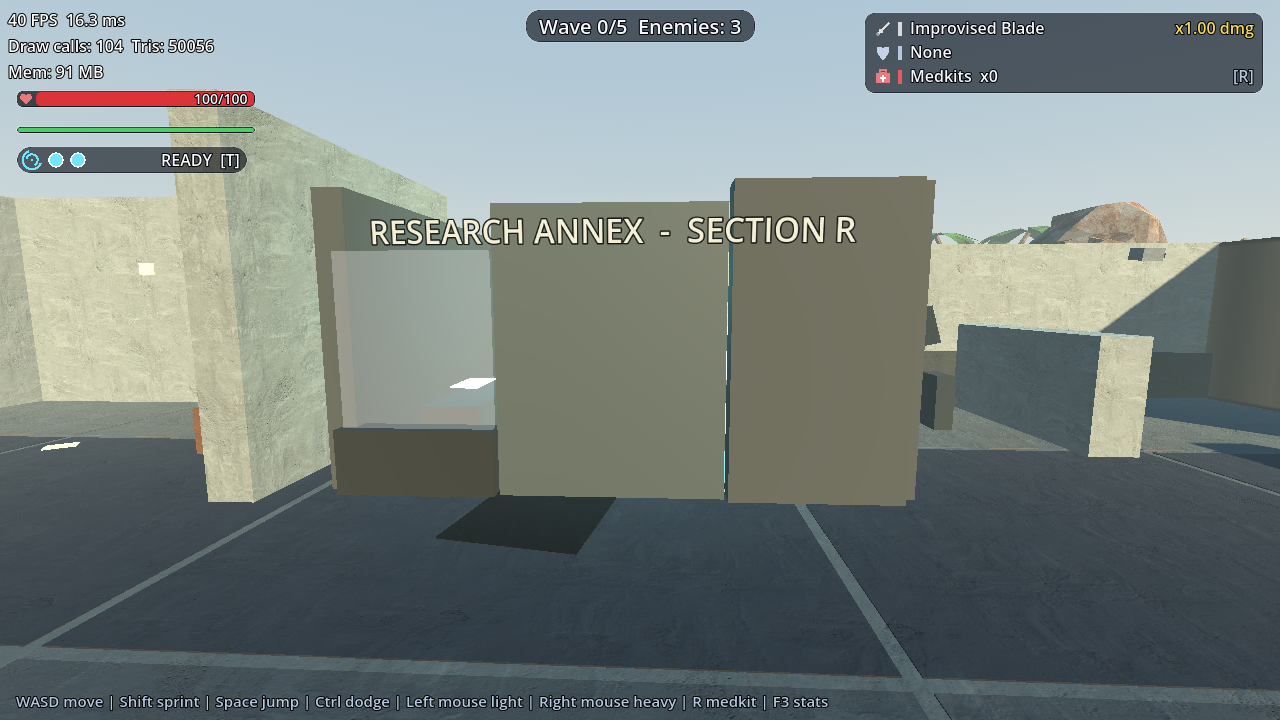 40 FPS 16.3 ms
Draw calls: 104 Tris: 50056
Mem: 91 MB
100/100
READY [T]
Wave 0/5 Enemies: 3
Improvised Blade x1.00 dmg
None
Medkits x0 [R]
RESEARCH ANNEX - SECTION R
WASD move | Shift sprint | Space jump | Ctrl dodge | Left mouse light | Right mouse heavy | R medkit | F3 stats